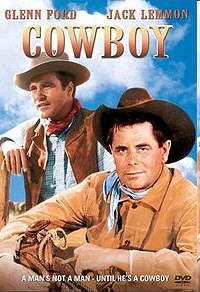 GLENN FORD JACK LEMMON
COWBOY
A MAN'S NOT A MAN - UNTIL HE'S A COWBOY
DVD